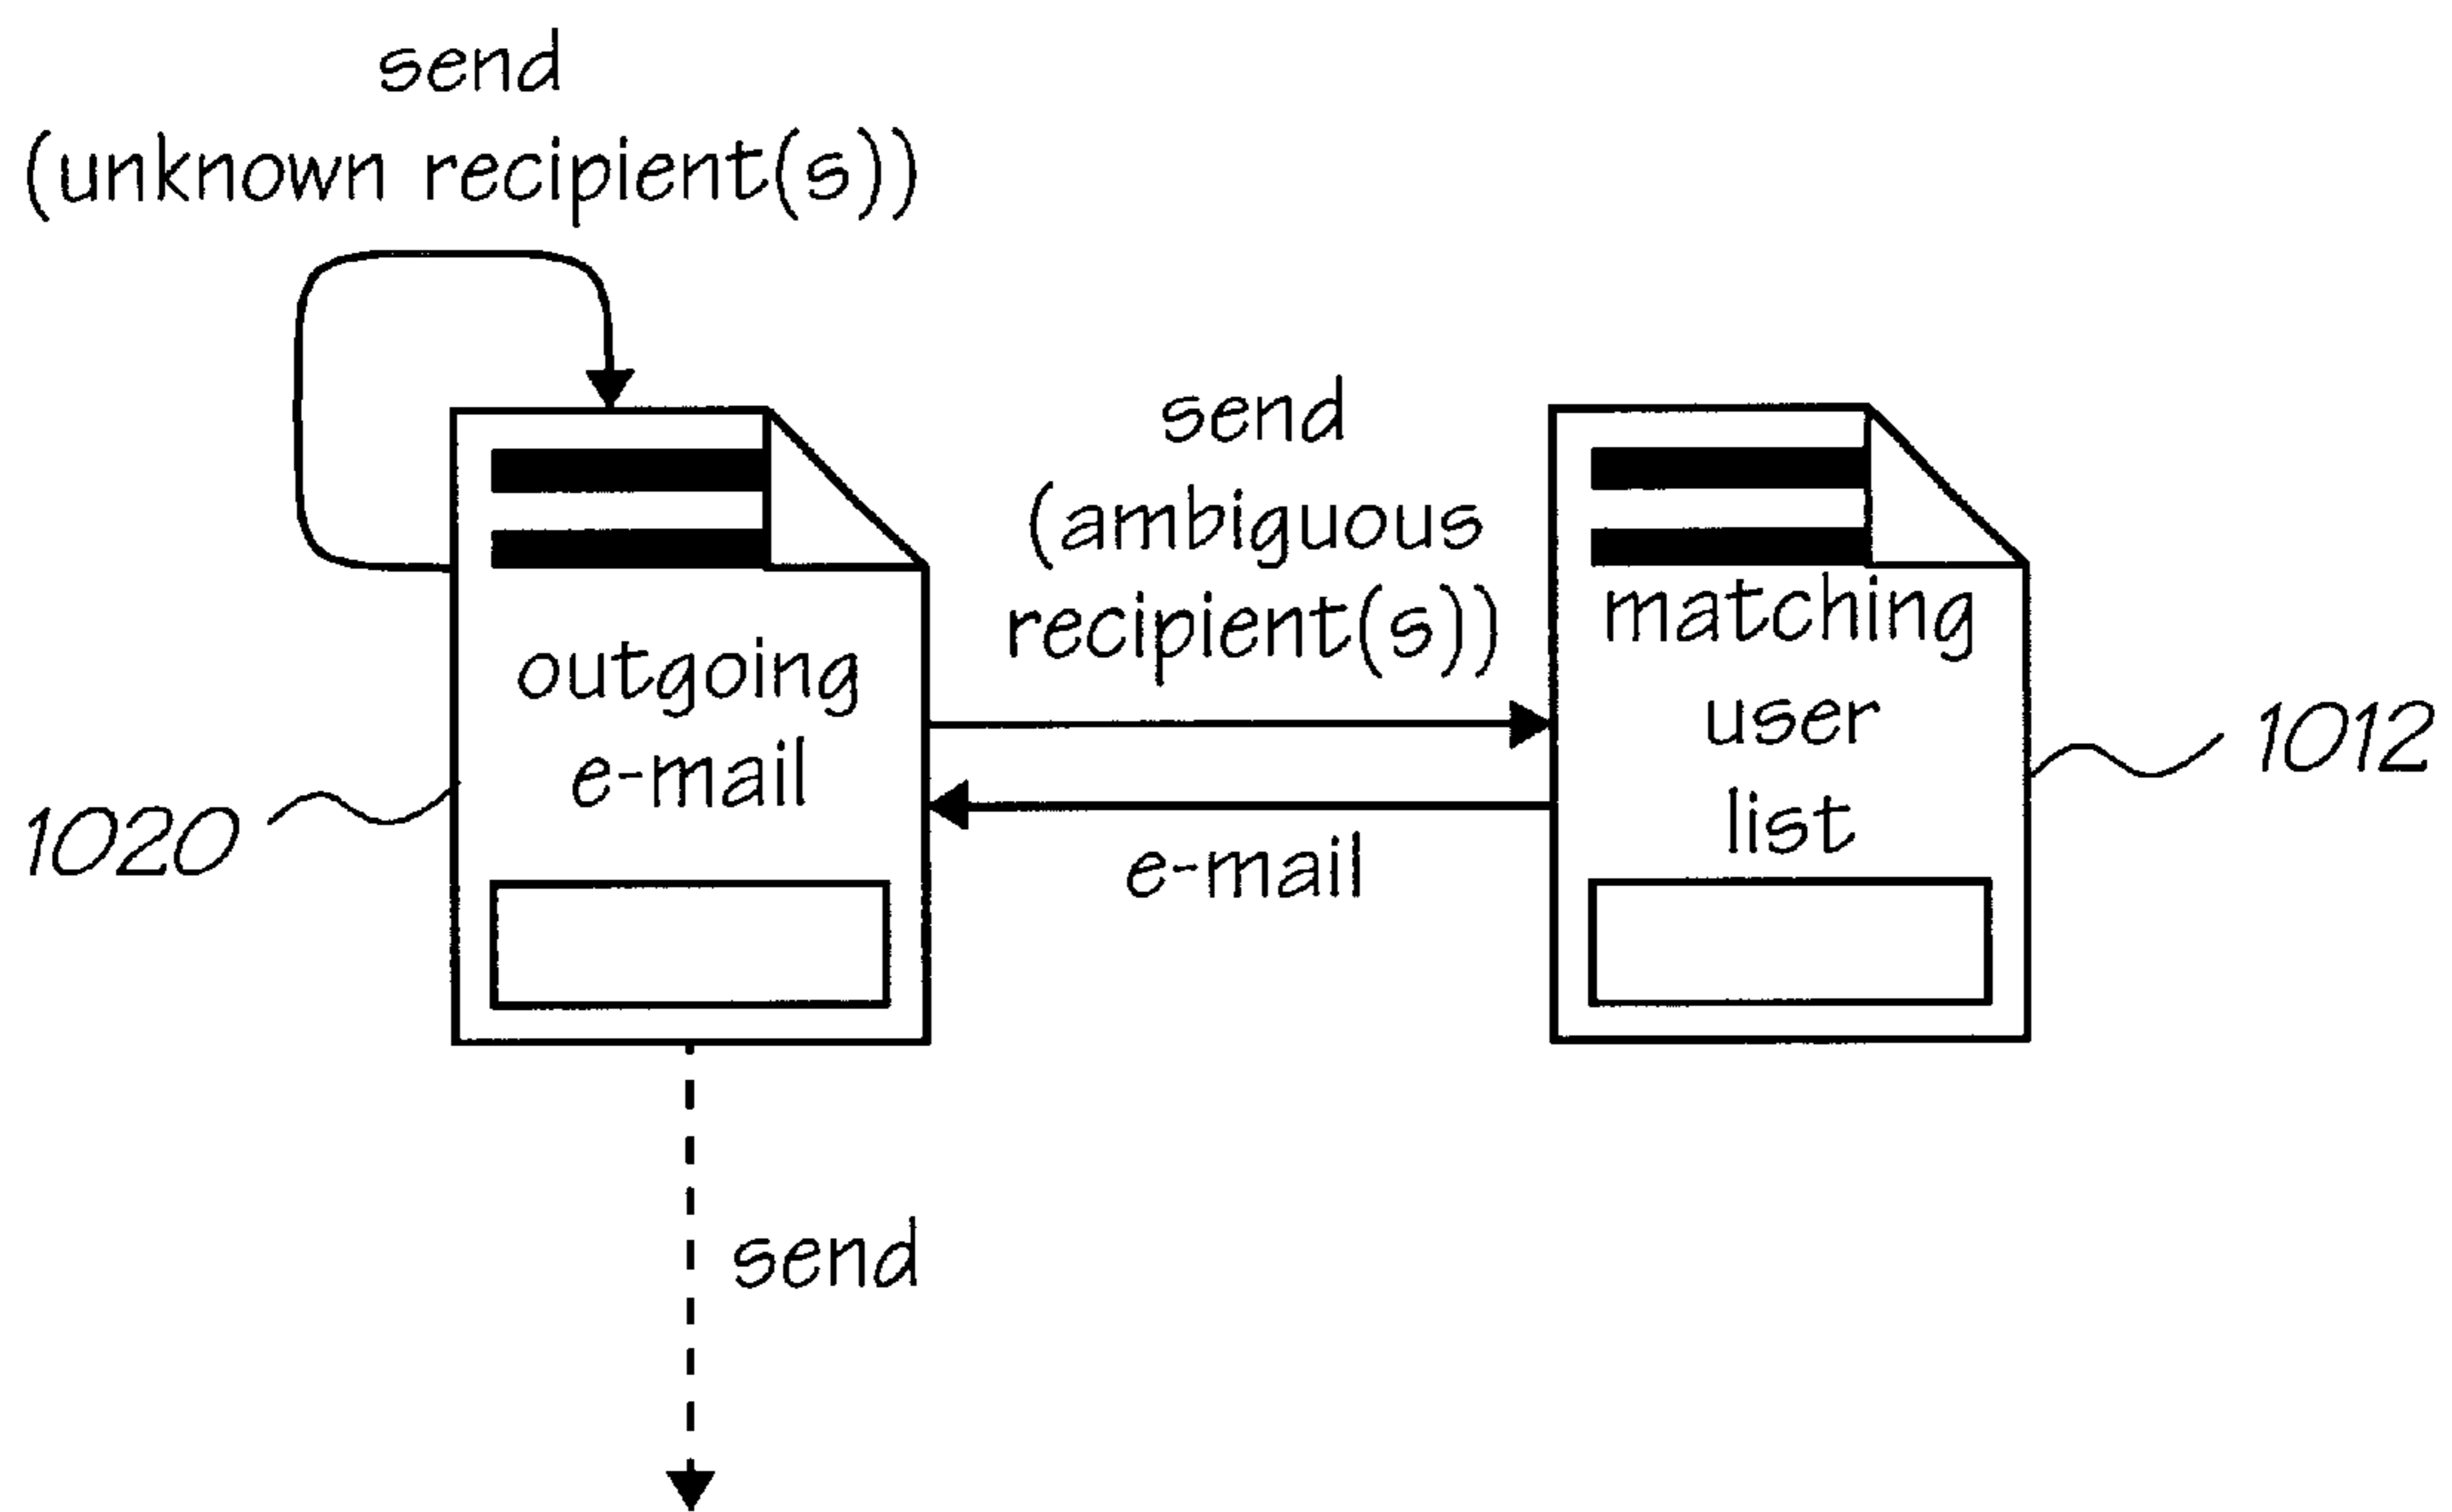 send
(unknown recipient(s))
send
(ambiguous
recipient(s))
outgoing
e-mail
matching
user
list
e-mail
1020
1012
send